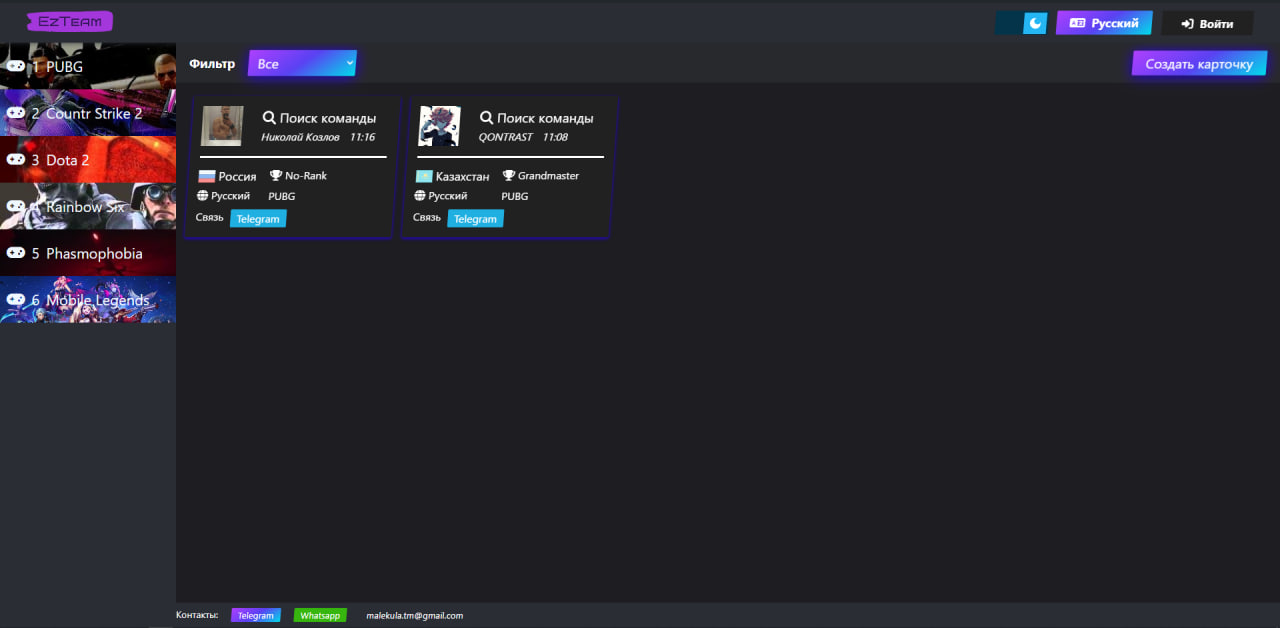 EzTeam
Русский
Войти
1 PUBG
2 Countr Strike 2
3 Dota 2
4 Rainbow Six
5 Phasmophobia
6 Mobile Legends
Фильтр Все
Создать карточку
Поиск команды
Николай Козлов 11:16
Россия No-Rank
Русский PUBG
Связь Telegram
Поиск команды
QONTRAST 11:08
Казахстан Grandmaster
Русский PUBG
Связь Telegram
Контакты: Telegram Whatsapp malekula.tm@gmail.com